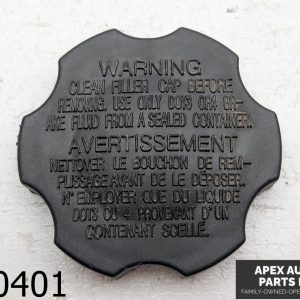 WARNING
CLEAN FILLER CAP BEFORE
REMOVING. USE ONLY DOT3 OR4 BR-
AKE FLUID FROM A SEALED CONTAINER.
AVERTISSEMENT
NETTOYER LE BOUCHON DE REM-
PLISSAGE AVANT DE LE DÉPOSER.
N' EMPLOYER QUE DU LIQUIDE
DOT3 OU 4 PROVENANT D'UN
CONTENANT SCELLÉ.
0401
APEX AU
PARTS
FAMILY-OWNED-OPE